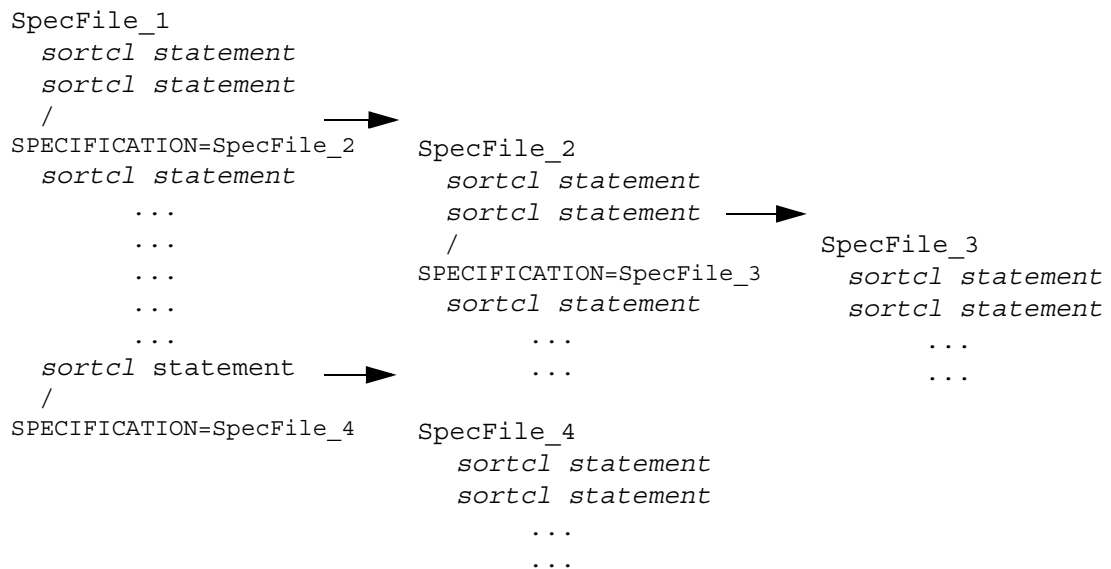 SpecFile_1
sortcl statement
sortcl statement
/
SPECIFICATION=SpecFile_2
sortcl statement
...
...
...
...
...
sortcl statement
/
SPECIFICATION=SpecFile_4
SpecFile_2
sortcl statement
sortcl statement
/
SPECIFICATION=SpecFile_3
sortcl statement
...
...
SpecFile_3
sortcl statement
sortcl statement
...
...
SpecFile_4
sortcl statement
sortcl statement
...
...